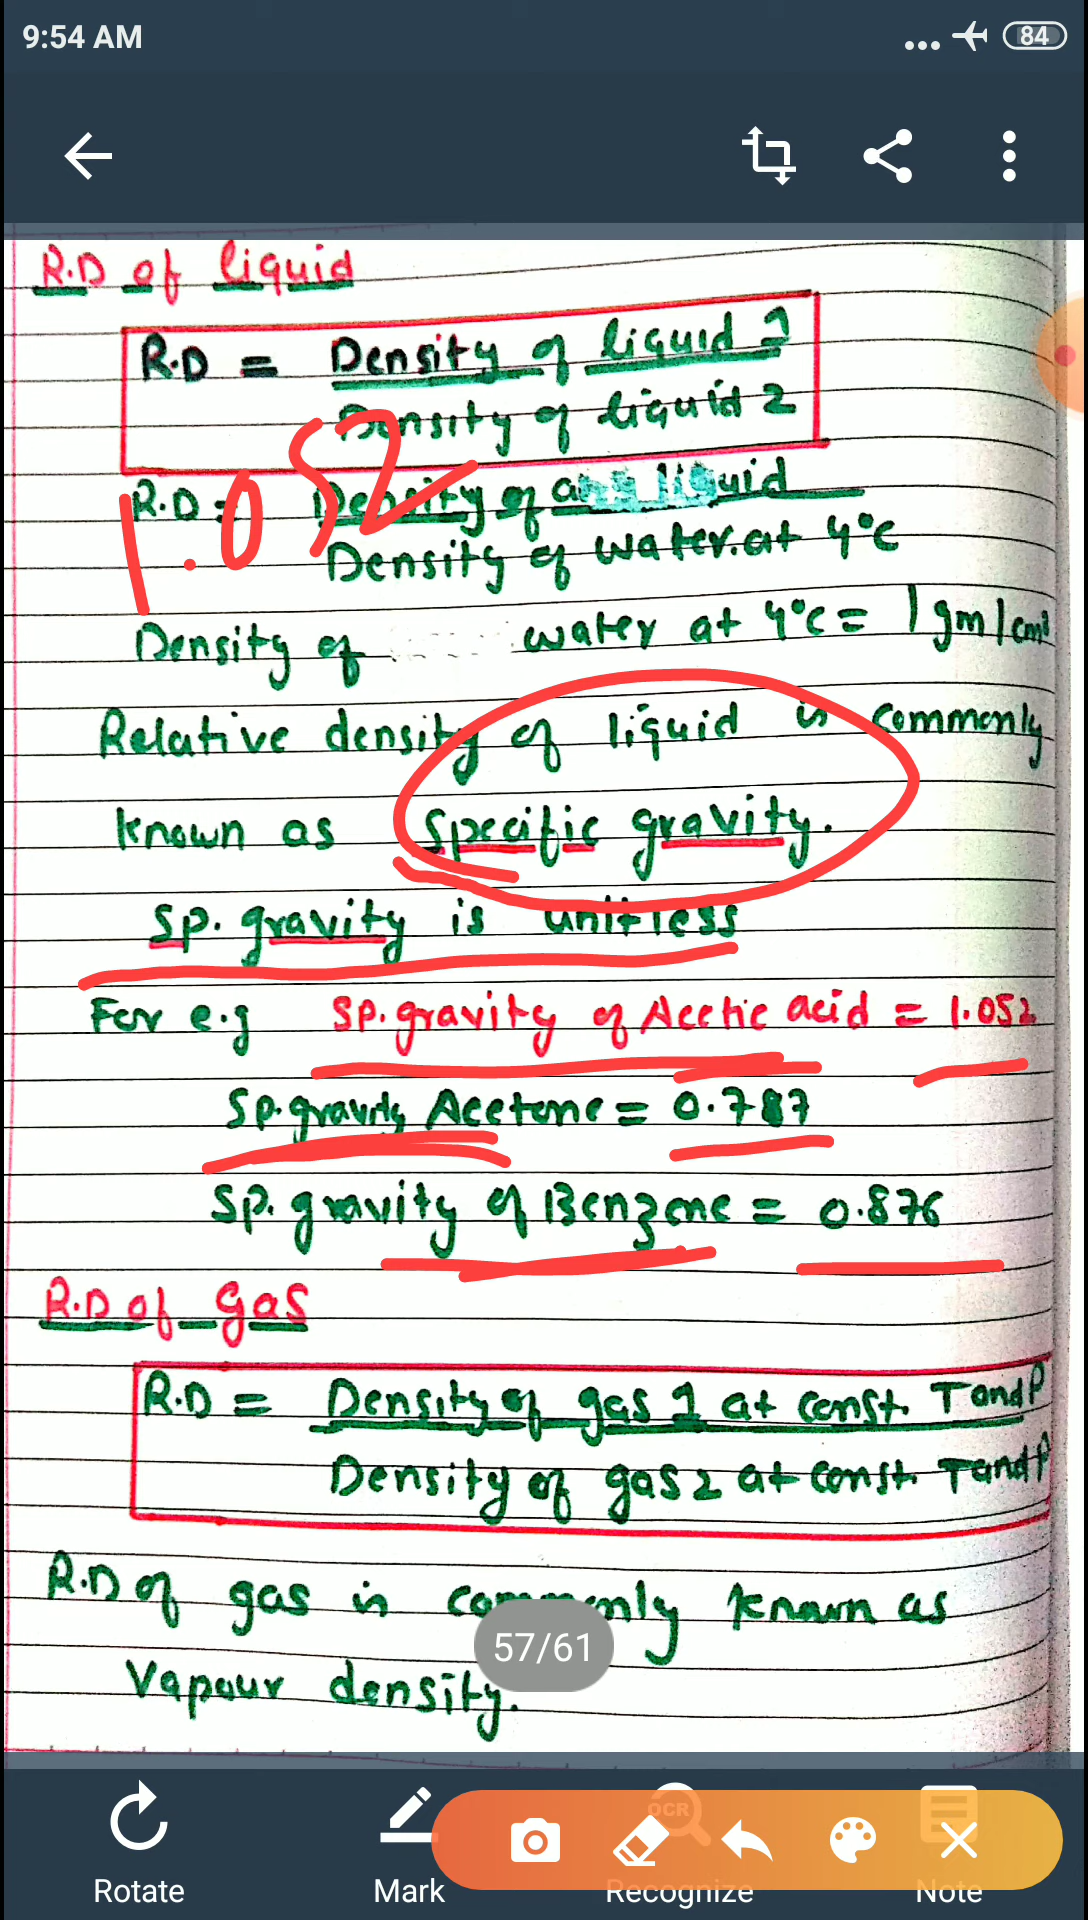 9:54 AM
84
R.D of liquid
R.D = Density of liquid 1
Density of liquid 2
1.052
R.D = Density of any liquid
Density of water at 4°C
Density of water at 4°C = 1 gm/cm³
Relative density of liquid is commonly
known as Specific gravity.
Sp. gravity is unitless
For e.g Sp. gravity of Acetic acid = 1.052
Sp. gravity Acetone = 0.787
Sp. gravity of Benzene = 0.876
R.D of gas
R.D = Density of gas 1 at const. T and P
Density of gas 2 at const. T and P
R.D of gas is commonly known as
Vapour density.
57/61
OCR
Rotate Mark Recognize Note